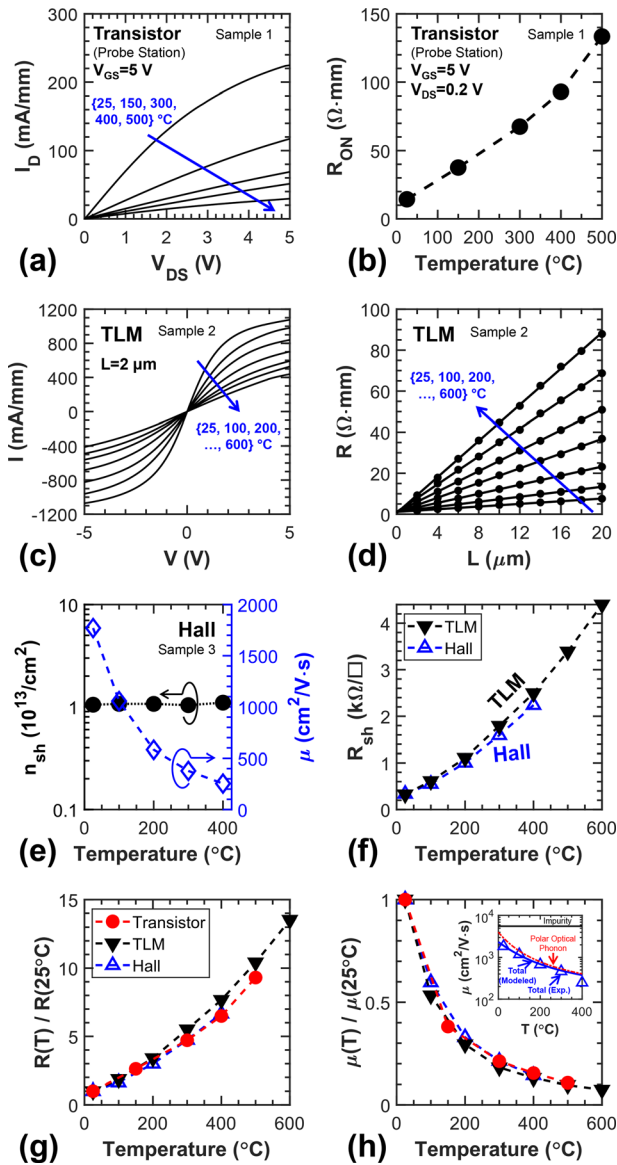 Transistor
Sample 1
(Probe Station)
V_GS=5 V
{25, 150, 300,
400, 500} ºC
300
200
100
0
I_D (mA/mm)
0 1 2 3 4 5
V_DS (V)
(a)
Transistor
Sample 1
(Probe Station)
V_GS=5 V
V_DS=0.2 V
150
100
50
0
R_ON (Ω·mm)
0 100 200 300 400 500
Temperature (°C)
(b)
TLM Sample 2
L=2 μm
{25, 100, 200,
..., 600} ºC
1200
800
400
0
-400
-800
-1200
I (mA/mm)
-5 0 5
V (V)
(c)
TLM Sample 2
{25, 100, 200,
..., 600} ºC
100
80
60
40
20
0
R (Ω·mm)
0 4 8 12 16 20
L (μm)
(d)
Hall
Sample 3
10
1
0.1
n_sh (10^13/cm^2)
2000
1500
1000
500
0
μ (cm^2/V·s)
0 200 400
Temperature (°C)
(e)
TLM
Hall
TLM
Hall
4
3
2
1
0
R_sh (kΩ/□)
0 100 200 300 400 500 600
Temperature (°C)
(f)
Transistor
TLM
Hall
15
10
5
0
R(T) / R(25°C)
0 100 200 300 400 500 600
Temperature (°C)
(g)
1
0.5
0
μ(T) / μ(25°C)
10^4
10^3
10^2
μ (cm^2/V·s)
Impurity
Polar Optical
Phonon
Total
(Modeled)
Total (Exp.)
0 200 400
T (°C)
0 100 200 300 400 500 600
Temperature (°C)
(h)